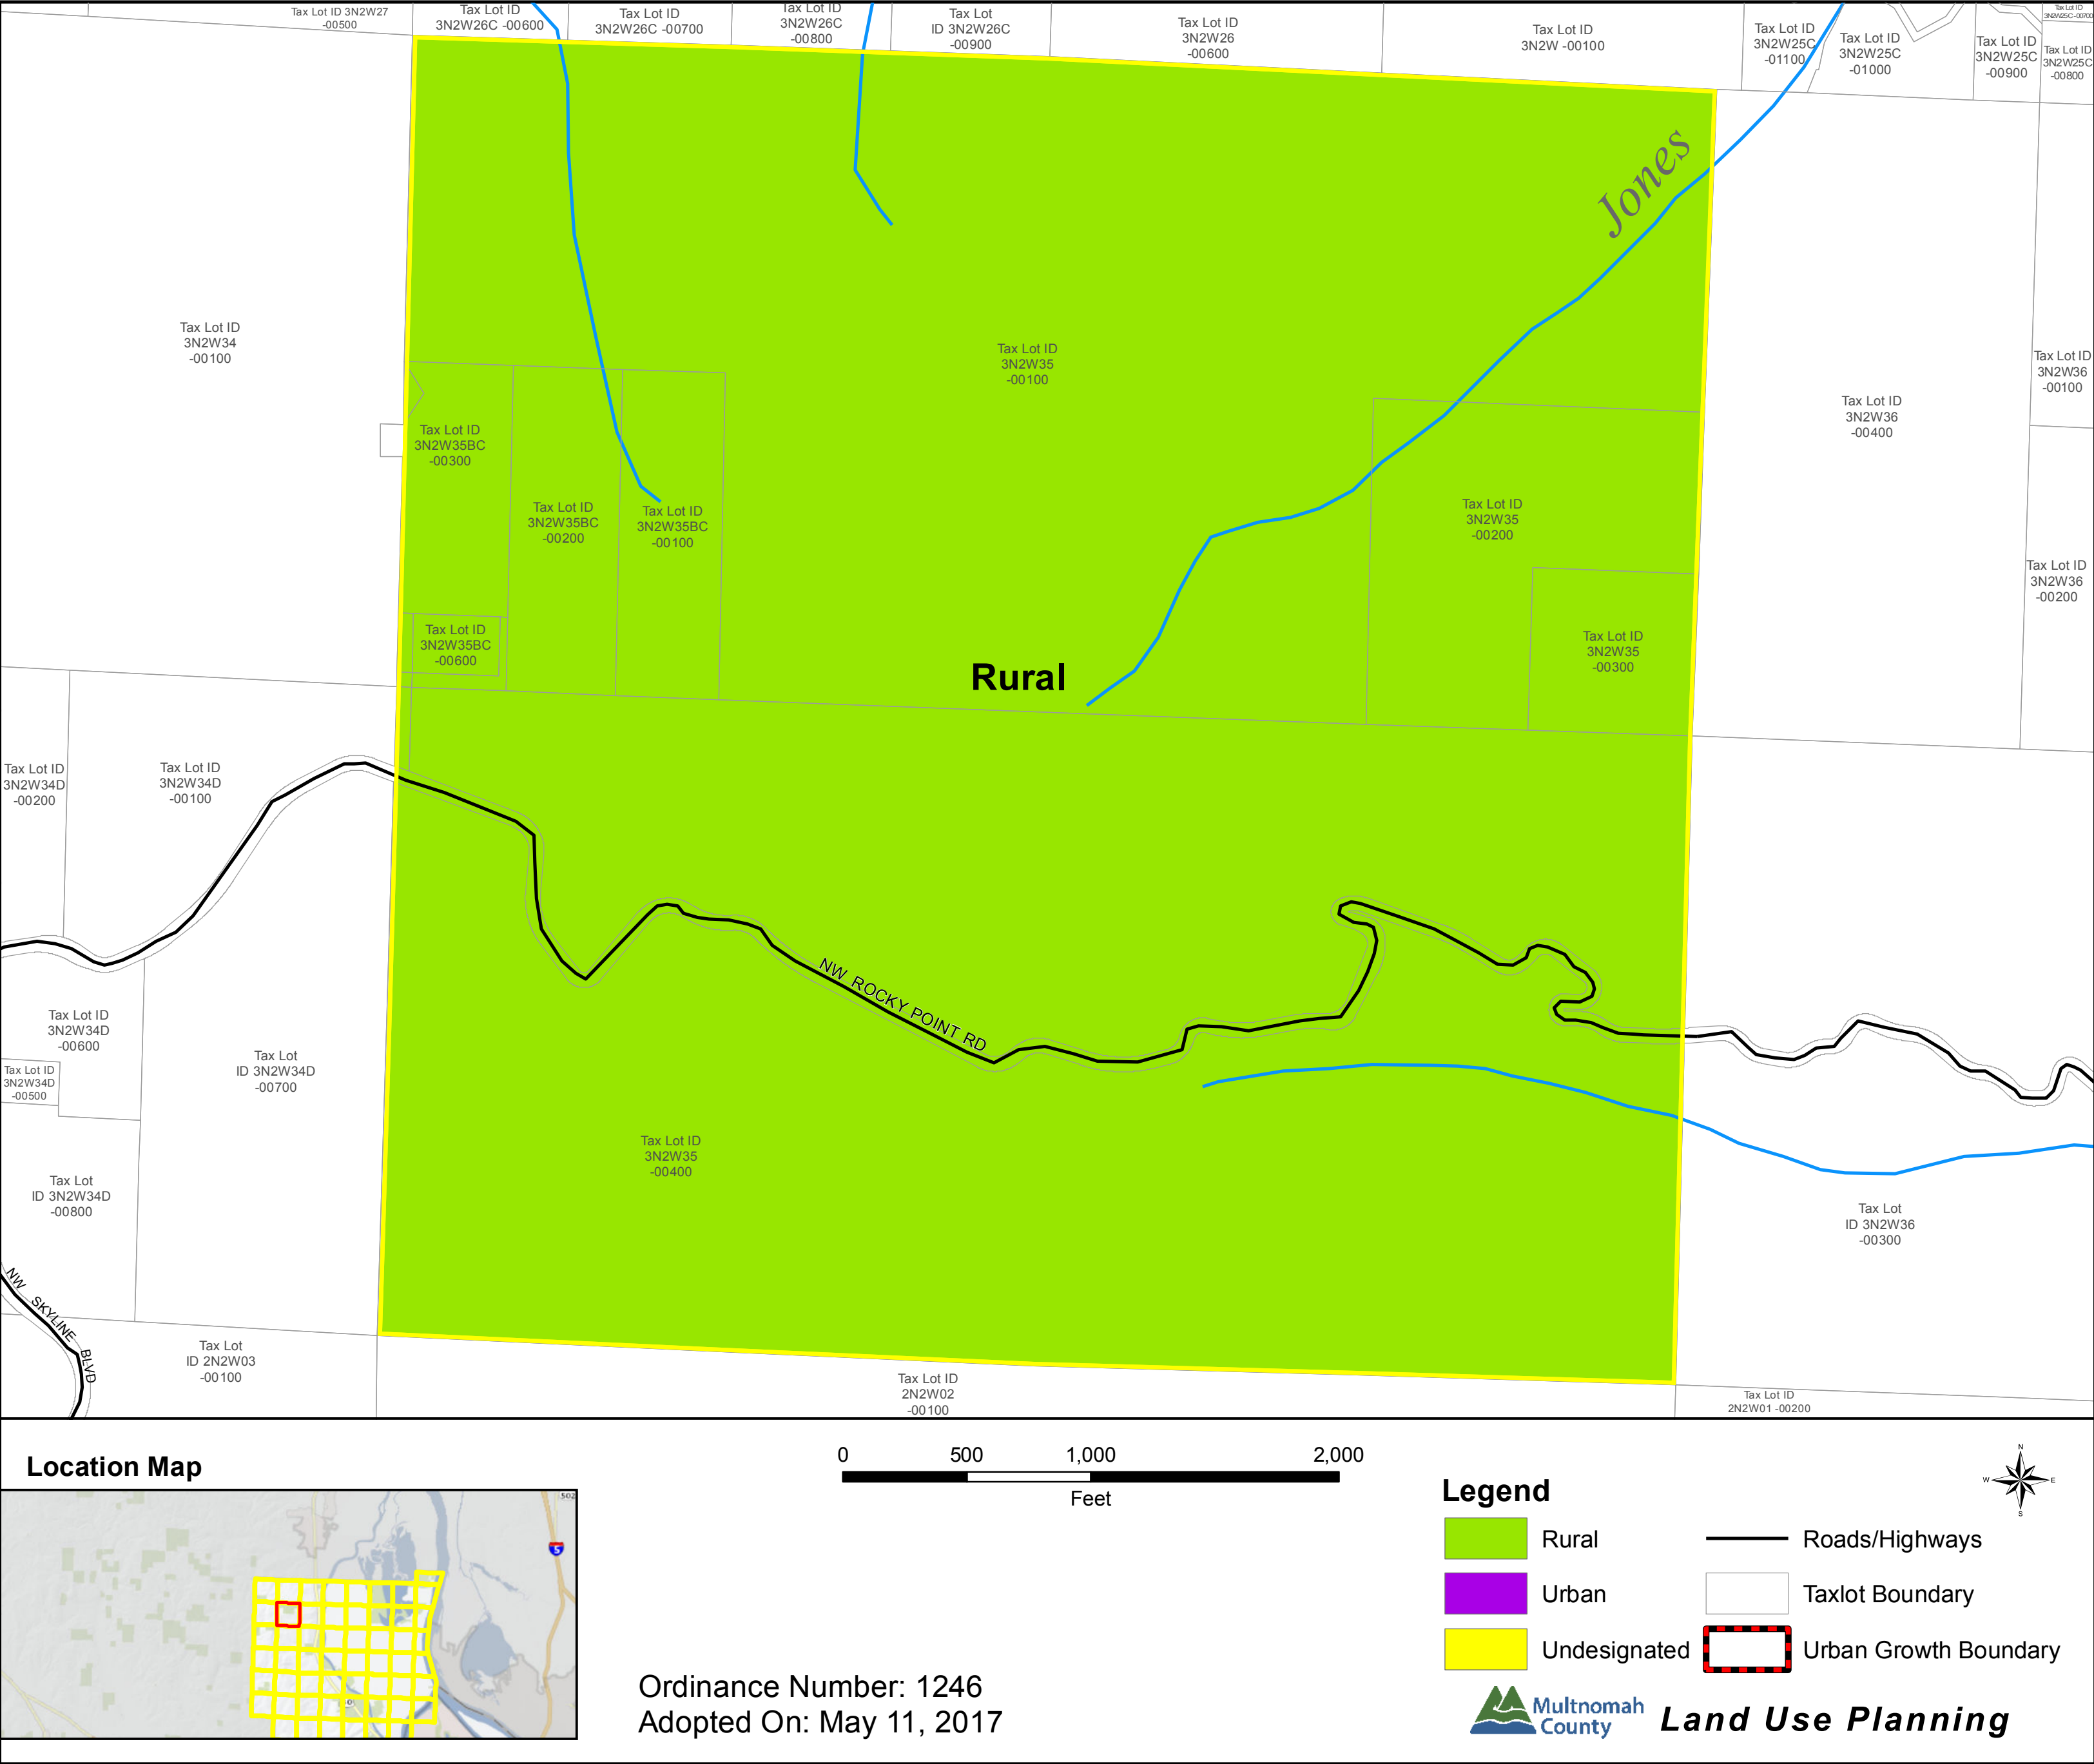 Tax Lot ID 3N2W27
-00500
Tax Lot ID
3N2W26C -00600
Tax Lot ID
3N2W26C -00700
Tax Lot ID
3N2W26C
-00800
Tax Lot
ID 3N2W26C
-00900
Tax Lot ID
3N2W26
-00600
Tax Lot ID
3N2W -00100
Tax Lot ID
3N2W25C
-01100
Tax Lot ID
3N2W25C
-01000
Tax Lot ID
3N2W25C
-00900
Tax Lot ID
3N2W25C-00700
Tax Lot ID
3N2W25C
-00800
Jones
Tax Lot ID
3N2W34
-00100
Tax Lot ID
3N2W35
-00100
Tax Lot ID
3N2W36
-00100
Tax Lot ID
3N2W36
-00400
Tax Lot ID
3N2W35BC
-00300
Tax Lot ID
3N2W35BC
-00200
Tax Lot ID
3N2W35BC
-00100
Tax Lot ID
3N2W35
-00200
Tax Lot ID
3N2W36
-00200
Tax Lot ID
3N2W35BC
-00600
Tax Lot ID
3N2W35
-00300
Rural
Tax Lot ID
3N2W34D
-00200
Tax Lot ID
3N2W34D
-00100
NW ROCKY POINT RD
Tax Lot ID
3N2W34D
-00600
Tax Lot ID
3N2W34D
-00500
Tax Lot
ID 3N2W34D
-00700
Tax Lot ID
3N2W35
-00400
Tax Lot
ID 3N2W34D
-00800
Tax Lot
ID 3N2W36
-00300
NW SKYLINE BLVD
Tax Lot
ID 2N2W03
-00100
Tax Lot ID
2N2W02
-00100
Tax Lot ID
2N2W01 -00200
Location Map
502
5
0 500 1,000 2,000
Feet
Legend
Rural
Urban
Undesignated
Roads/Highways
Taxlot Boundary
Urban Growth Boundary
N
W E
S
Ordinance Number: 1246
Adopted On: May 11, 2017
Multnomah
County
Land Use Planning